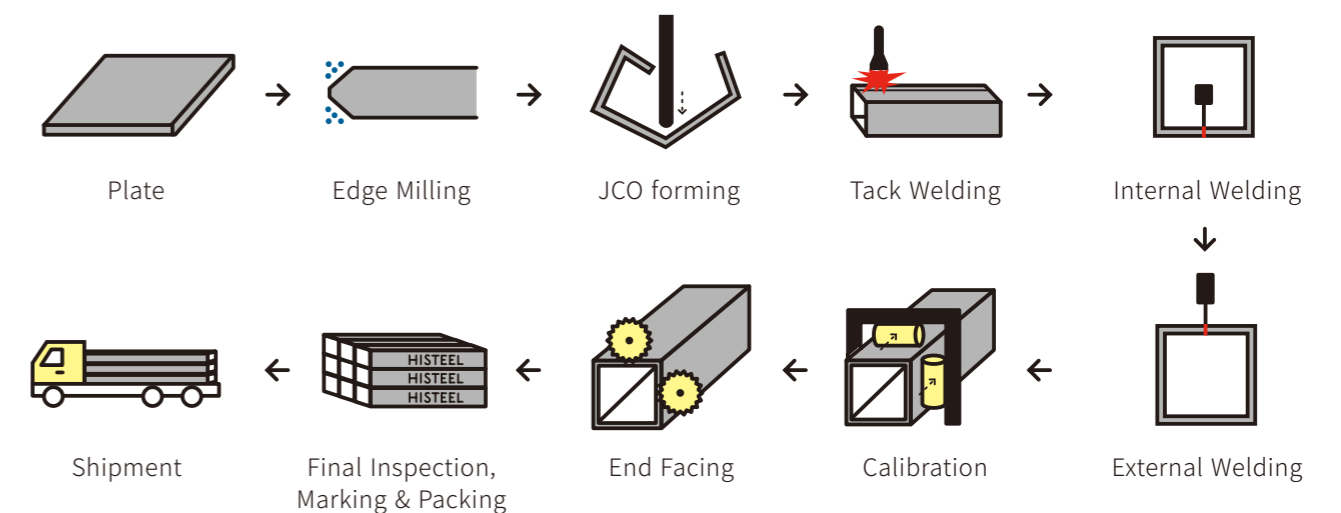 Plate
Edge Milling
JCO forming
Tack Welding
Internal Welding
HISTEEL
HISTEEL
HISTEEL
Shipment
Final Inspection,
Marking & Packing
End Facing
Calibration
External Welding